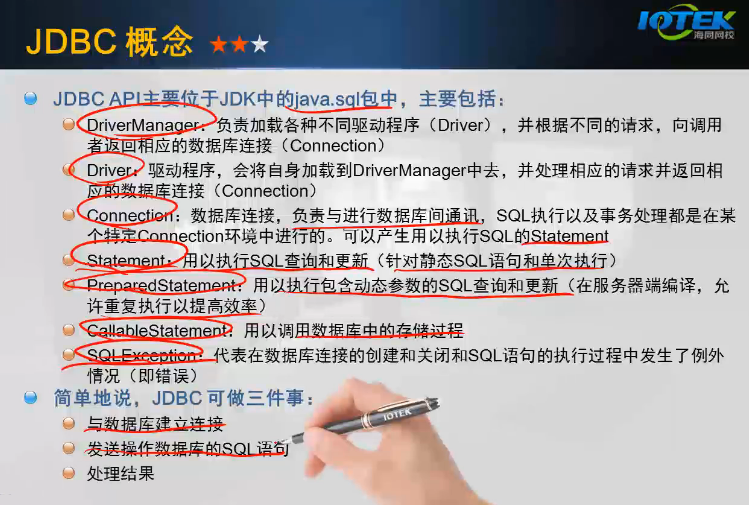 JDBC 概念
IOTEK
海同网校
JDBC API主要位于JDK中的java.sql包中，主要包括：
DriverManager：负责加载各种不同驱动程序（Driver），并根据不同的请求，向调用
者返回相应的数据库连接（Connection）
Driver：驱动程序，会将自身加载到DriverManager中去，并处理相应的请求并返回相
应的数据库连接（Connection）
Connection：数据库连接，负责与进行数据库间通讯，SQL执行以及事务处理都是在某
个特定Connection环境中进行的。可以产生用以执行SQL的Statement
Statement：用以执行SQL查询和更新（针对静态SQL语句和单次执行）
PreparedStatement：用以执行包含动态参数的SQL查询和更新（在服务器端编译，允
许重复执行以提高效率）
CallableStatement：用以调用数据库中的存储过程
SQLException：代表在数据库连接的创建和关闭和SQL语句的执行过程中发生了例外
情况（即错误）
简单地说，JDBC 可做三件事：
与数据库建立连接
发送操作数据库的SQL语句
IOTEK
处理结果